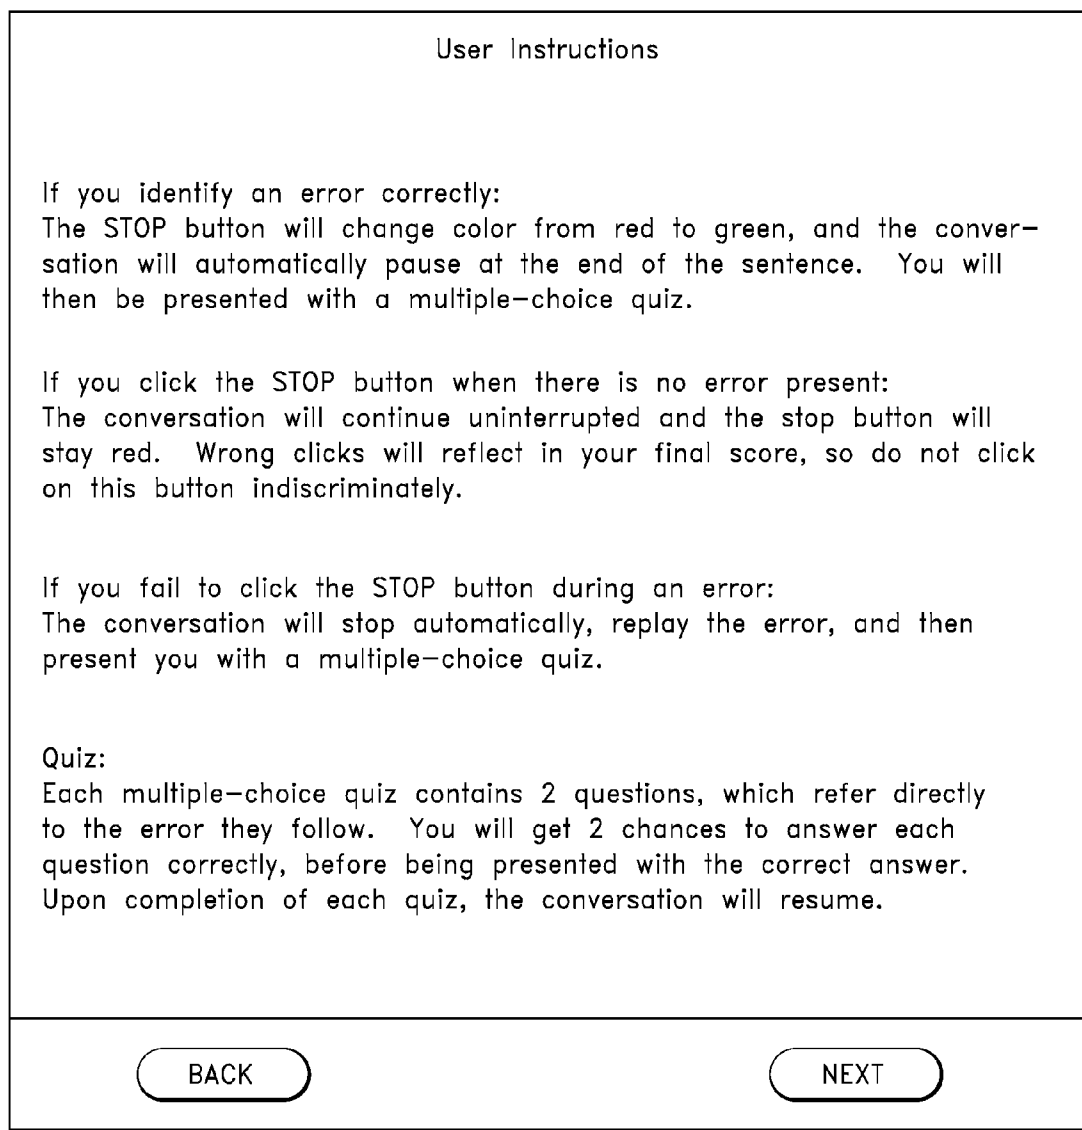 User Instructions
If you identify an error correctly:
The STOP button will change color from red to green, and the conver-
sation will automatically pause at the end of the sentence.  You will
then be presented with a multiple-choice quiz.
If you click the STOP button when there is no error present:
The conversation will continue uninterrupted and the stop button will
stay red.  Wrong clicks will reflect in your final score, so do not click
on this button indiscriminately.
If you fail to click the STOP button during an error:
The conversation will stop automatically, replay the error, and then
present you with a multiple-choice quiz.
Quiz:
Each multiple-choice quiz contains 2 questions, which refer directly
to the error they follow.  You will get 2 chances to answer each
question correctly, before being presented with the correct answer.
Upon completion of each quiz, the conversation will resume.
BACK NEXT